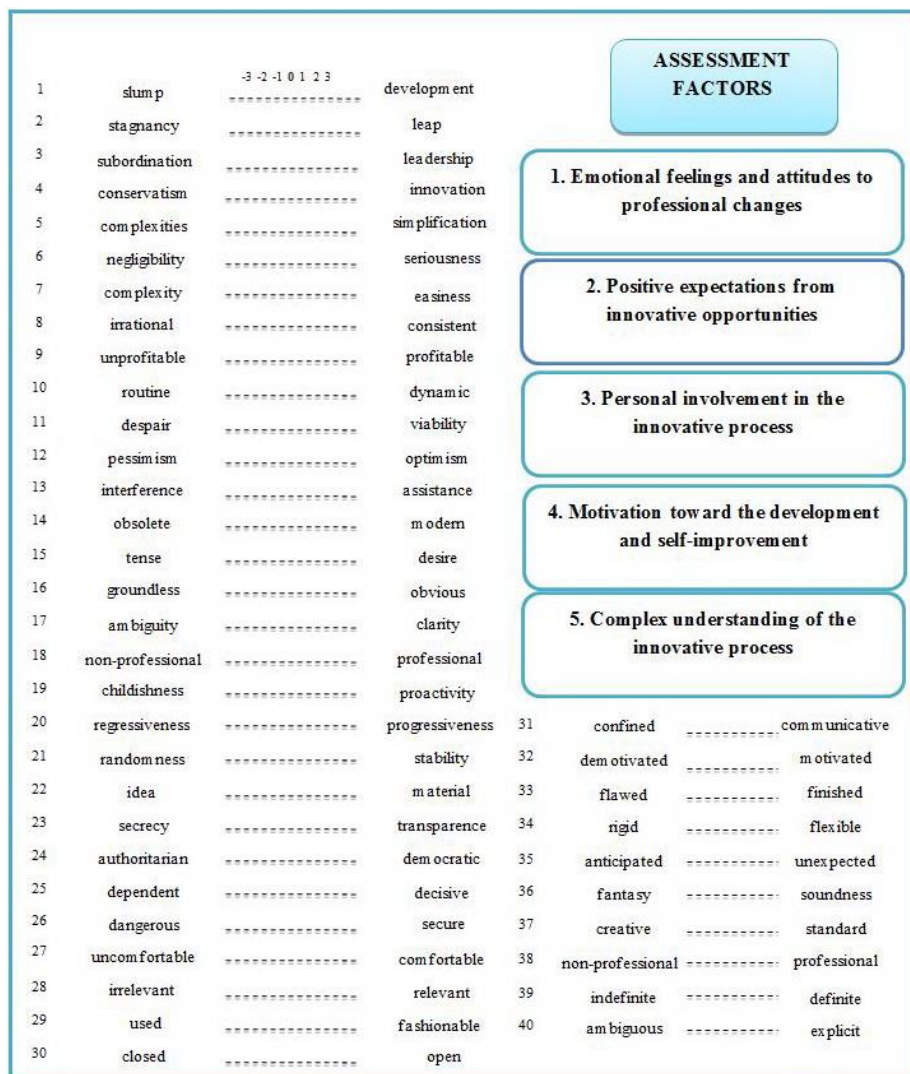 -3 -2 -1 0 1 2 3
1 slump development
2 stagnancy leap
3 subordination leadership
4 conservatism innovation
5 complexities simplification
6 negligibility seriousness
7 complexity easiness
8 irrational consistent
9 unprofitable profitable
10 routine dynamic
11 despair viability
12 pessimism optimism
13 interference assistance
14 obsolete modern
15 tense desire
16 groundless obvious
17 ambiguity clarity
18 non-professional professional
19 childishness proactivity
20 regressiveness progressiveness
21 randomness stability
22 idea material
23 secrecy transparence
24 authoritarian democratic
25 dependent decisive
26 dangerous secure
27 uncomfortable comfortable
28 irrelevant relevant
29 used fashionable
30 closed open
ASSESSMENT
FACTORS
1. Emotional feelings and attitudes to
professional changes
2. Positive expectations from
innovative opportunities
3. Personal involvement in the
innovative process
4. Motivation toward the development
and self-improvement
5. Complex understanding of the
innovative process
31 confined communicative
32 demotivated motivated
33 flawed finished
34 rigid flexible
35 anticipated unexpected
36 fantasy soundness
37 creative standard
38 non-professional professional
39 indefinite definite
40 ambiguous explicit